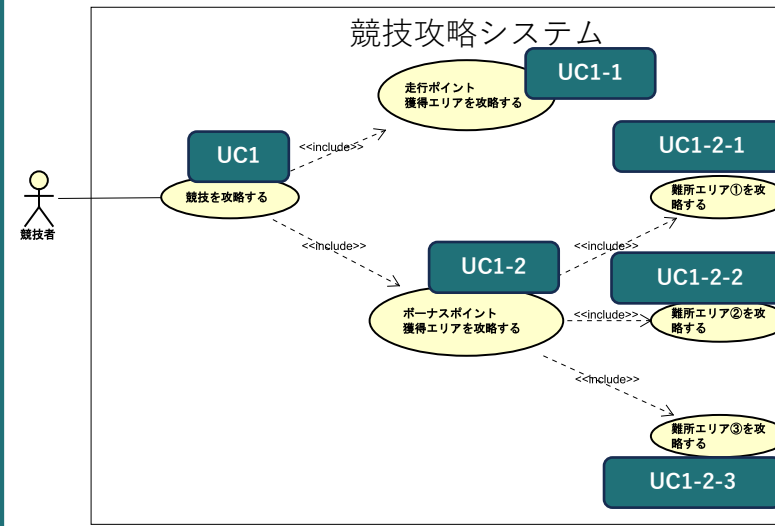 競技攻略システム
UC1-1
走行ポイント
獲得エリアを攻略する
UC1
<<include>>
競技を攻略する
競技者
UC1-2-1
難所エリア①を攻
略する
<<include>>
<<include>>
UC1-2
UC1-2-2
ボーナスポイント
獲得エリアを攻略する
<<include>>
難所エリア②を攻
略する
<<include>>
難所エリア③を攻
略する
UC1-2-3